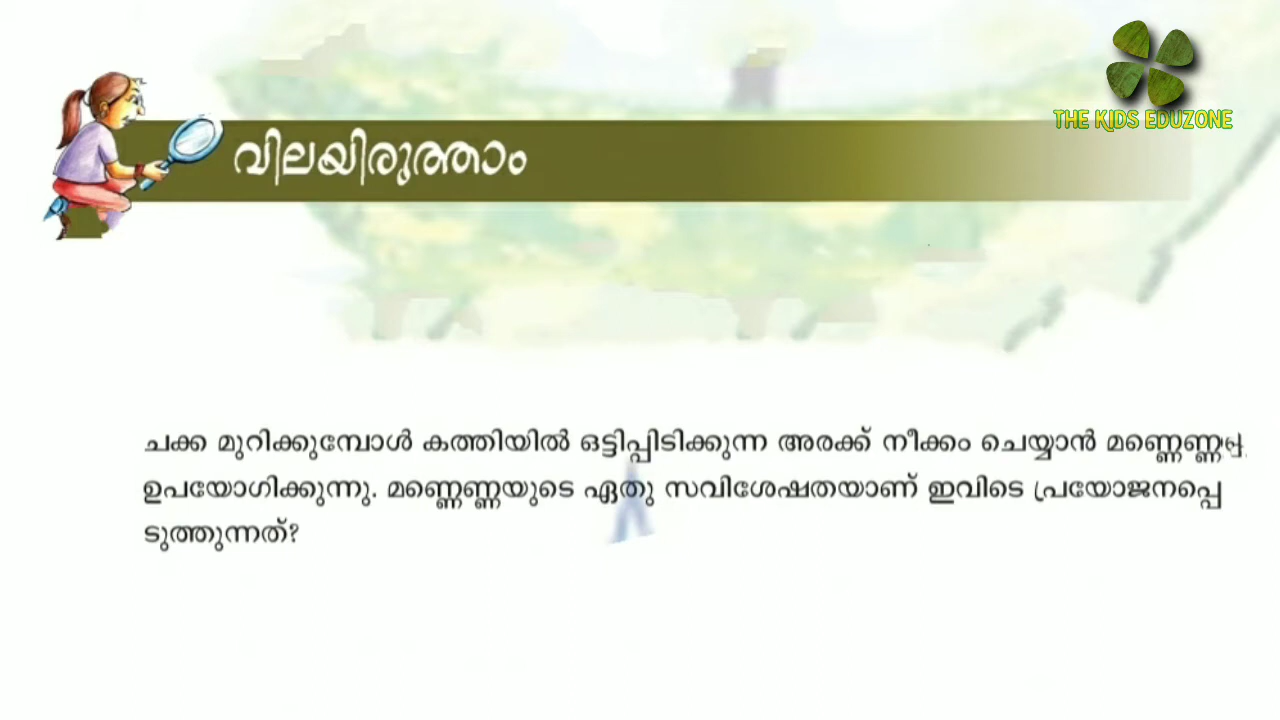 THE KIDS EDUZONE
വിലയിരുത്താം
ചക്ക മുറിക്കുമ്പോൾ കത്തിയിൽ ഒട്ടിപ്പിടിക്കുന്ന അരക്ക് നീക്കം ചെയ്യാൻ മണ്ണെണ്ണ
ഉപയോഗിക്കുന്നു. മണ്ണെണ്ണയുടെ ഏതു സവിശേഷതയാണ് ഇവിടെ പ്രയോജനപ്പെ
ടുത്തുന്നത്?